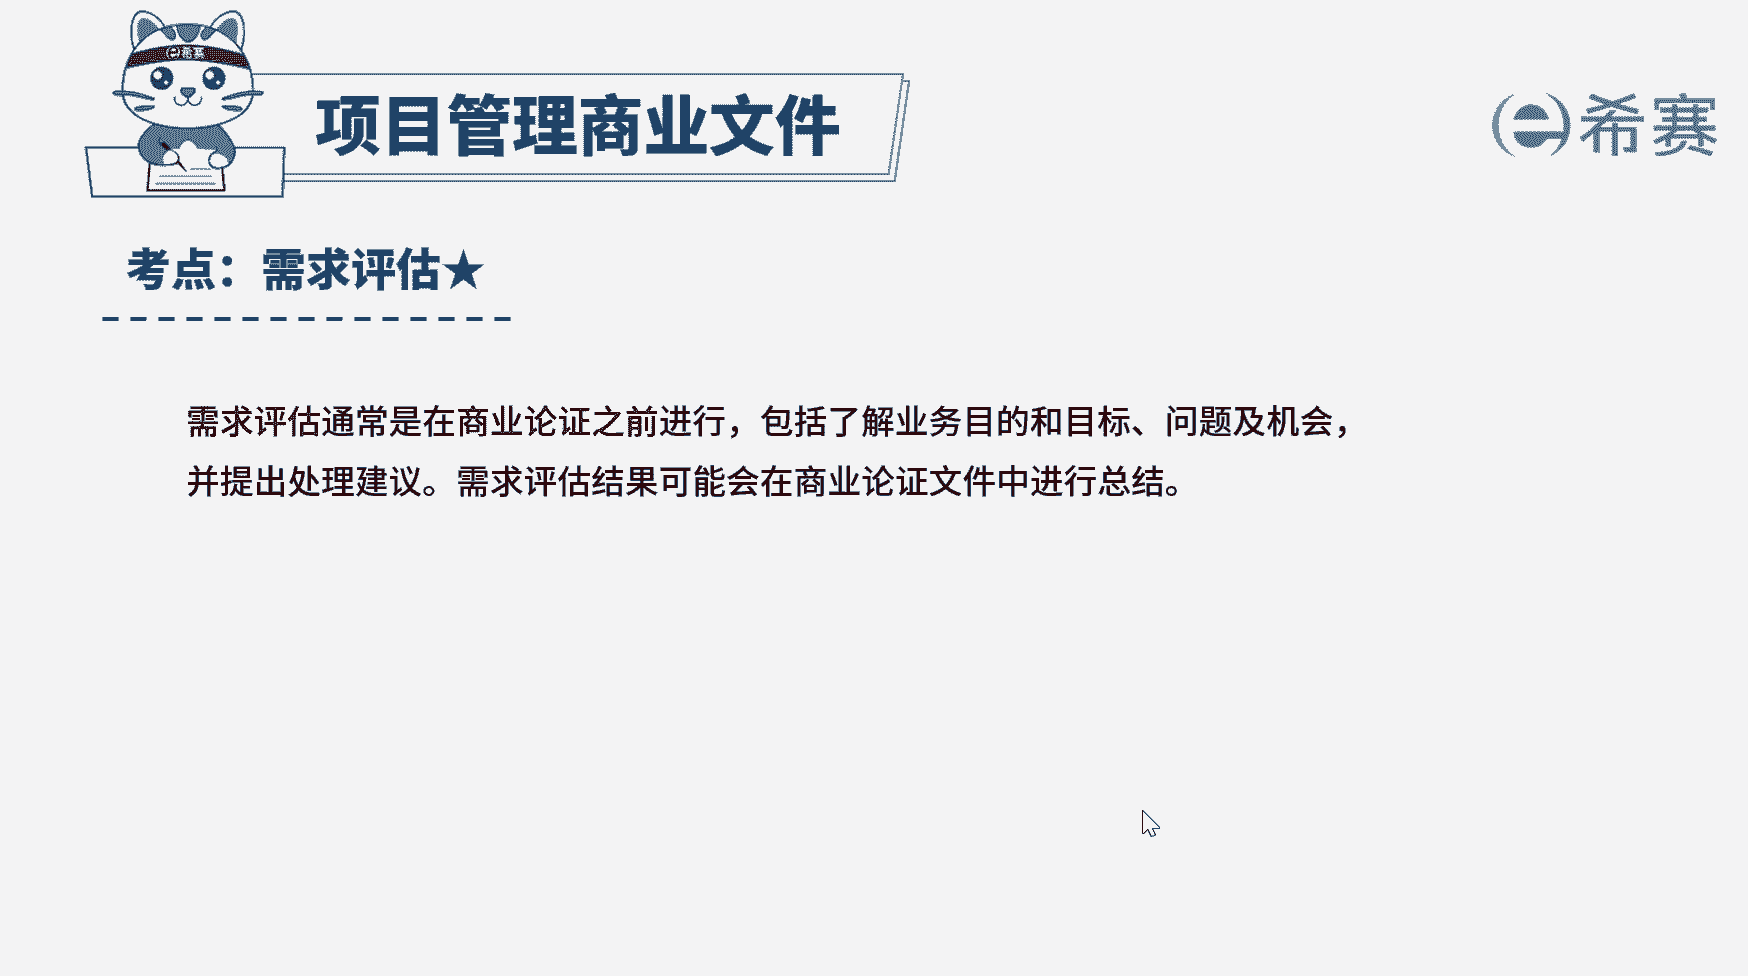 希赛
项目管理商业文件
希赛
考点：需求评估★
需求评估通常是在商业论证之前进行，包括了解业务目的和目标、问题及机会，
并提出处理建议。需求评估结果可能会在商业论证文件中进行总结。